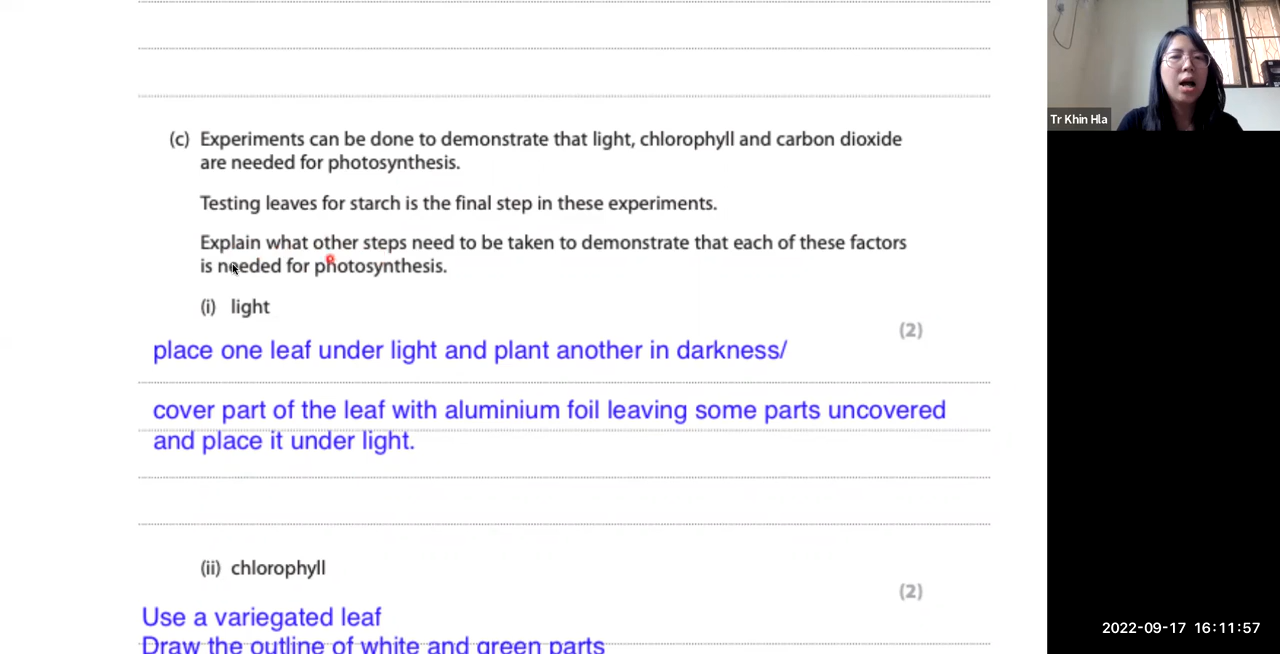 (c) Experiments can be done to demonstrate that light, chlorophyll and carbon dioxide
are needed for photosynthesis.
Testing leaves for starch is the final step in these experiments.
Explain what other steps need to be taken to demonstrate that each of these factors
is needed for photosynthesis.
(i) light
(2)
place one leaf under light and plant another in darkness/
cover part of the leaf with aluminium foil leaving some parts uncovered
and place it under light.
(ii) chlorophyll
(2)
Use a variegated leaf
Draw the outline of white and green parts
Tr Khin Hla
2022-09-17 16:11:57